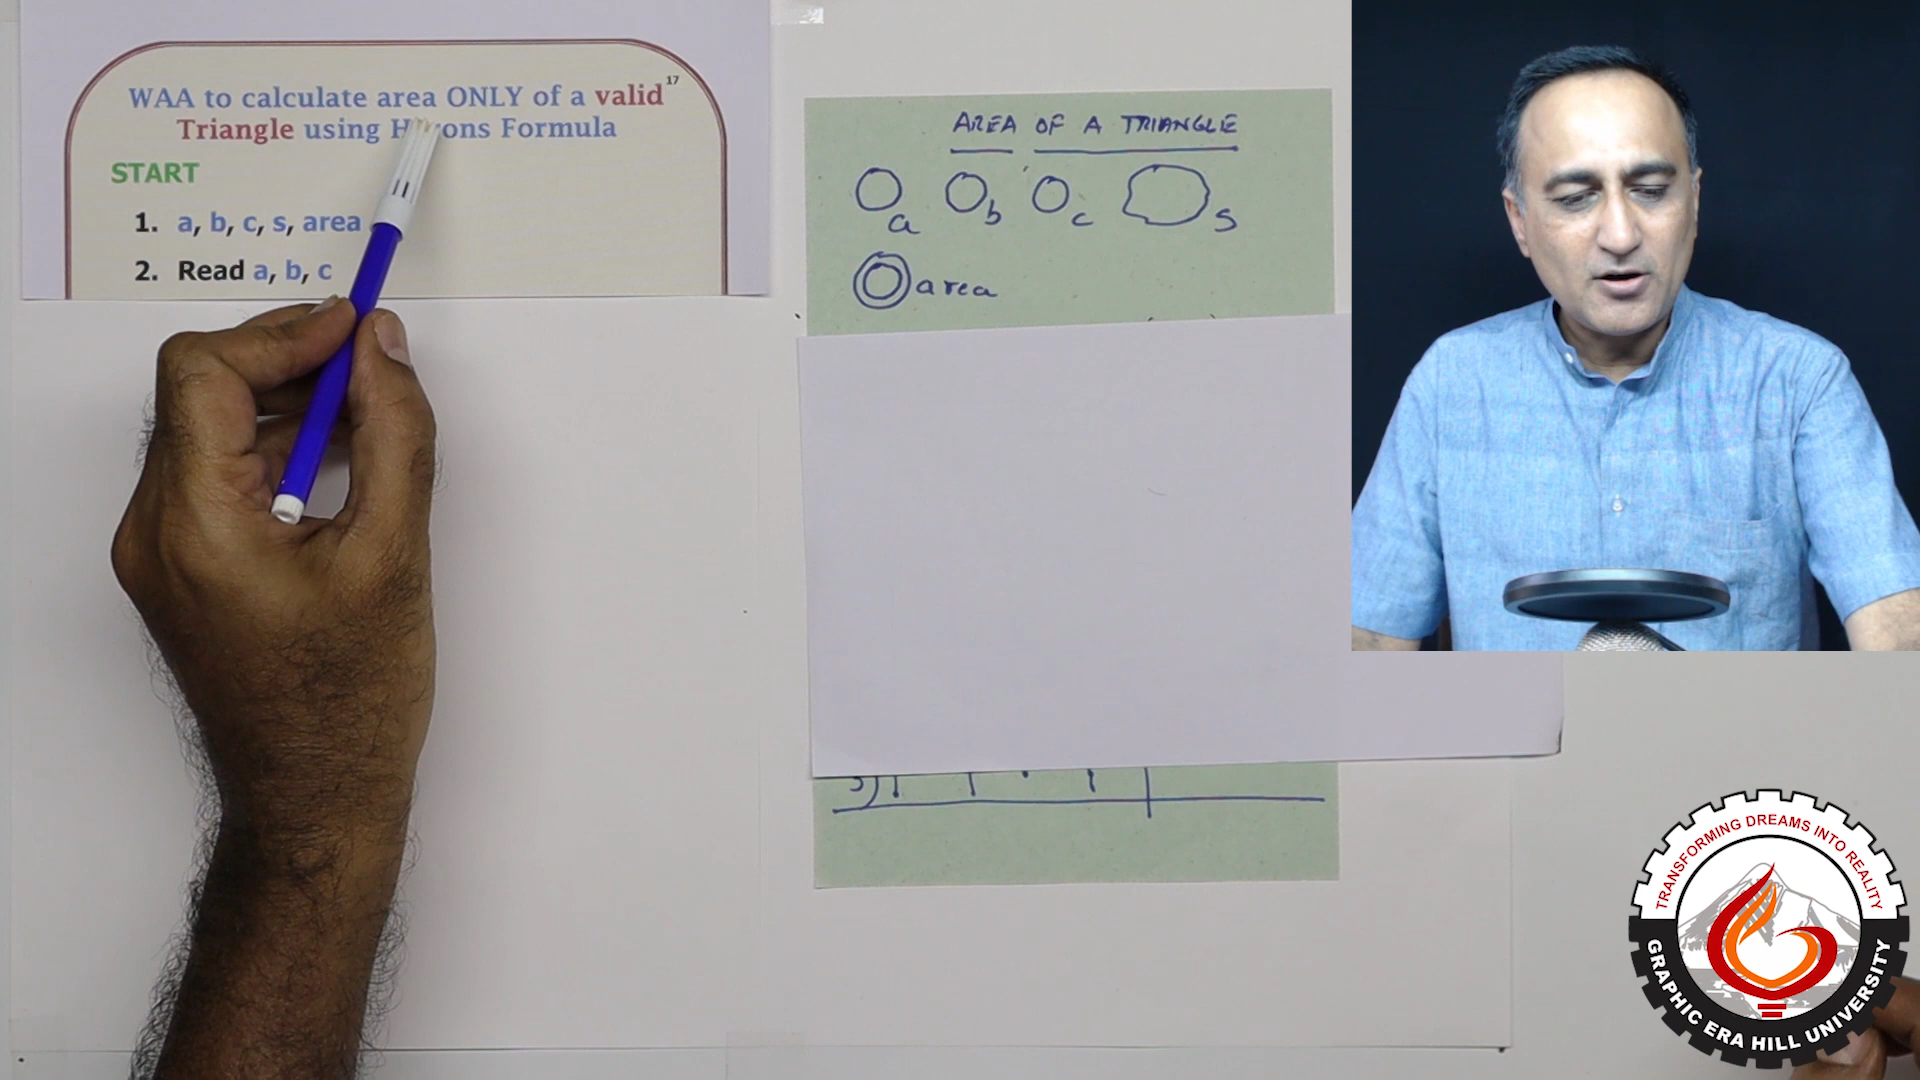 WAA to calculate area ONLY of a valid 17
Triangle using Herons Formula
START
1. a, b, c, s, area
2. Read a, b, c
AREA OF A TRIANGLE
a b c s
area
TRANSFORMING DREAMS INTO REALITY
GRAPHIC ERA HILL UNIVERSITY